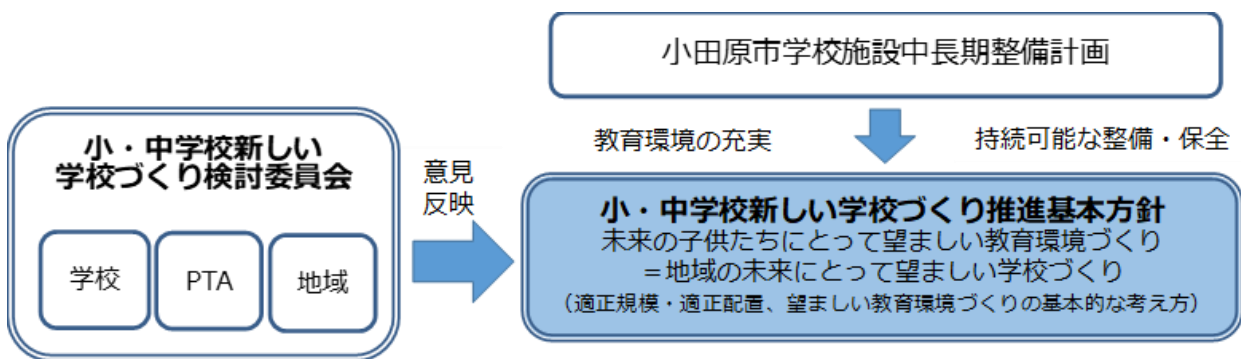 小田原市学校施設中長期整備計画
教育環境の充実
持続可能な整備・保全
小・中学校新しい
学校づくり検討委員会
学校
PTA
地域
意見
反映
小・中学校新しい学校づくり推進基本方針
未来の子供たちにとって望ましい教育環境づくり
＝地域の未来にとって望ましい学校づくり
（適正規模・適正配置、望ましい教育環境づくりの基本的な考え方）